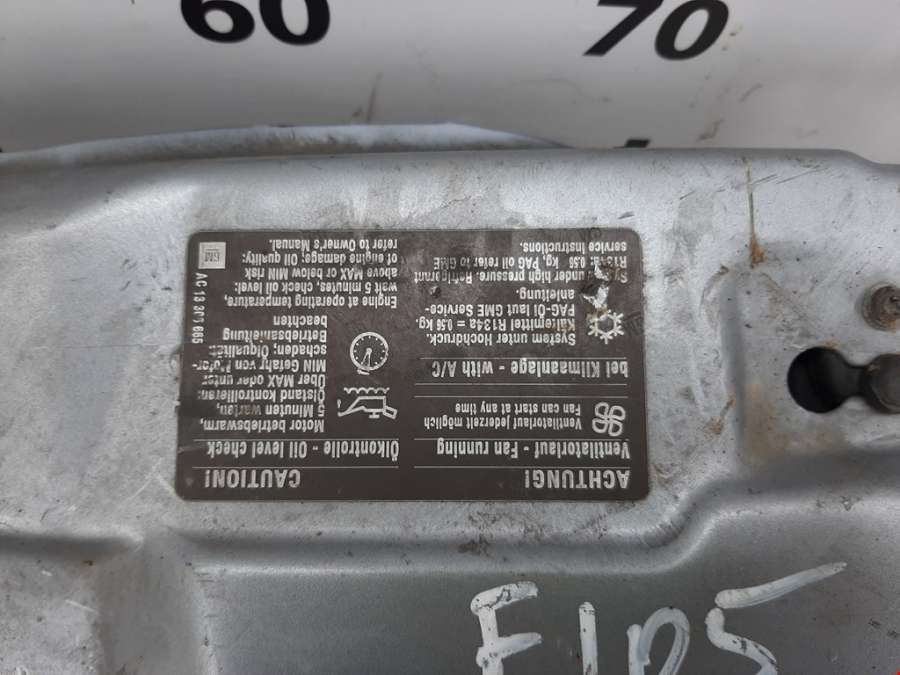 60
70
ACHTUNG!
CAUTION!
Ventilatorlauf - Fan running
Ventilatorlauf jederzeit möglich
Fan can start at any time
bei Klimaanlage - with A/C
System unter Hochdruck.
Kältemittel R134a = 0,56 kg.
PAG-Öl laut GME Service-
anleitung.
System under high pressure. Refrigerant
R134a: 0.56 kg, PAG oil refer to GME
service instructions.
Ölkontrolle - Oil level check
Motor betriebswarm,
5 Minuten warten,
Ölstand kontrollieren:
Über MAX oder unter
MIN Gefahr von Motor-
schaden; Ölqualität:
Betriebsanleitung
beachten
Engine at operating temperature,
wait 5 minutes, check oil level:
above MAX or below MIN risk
of engine damage; Oil quality:
refer to Owner's Manual.
GM
AC 13 301 665